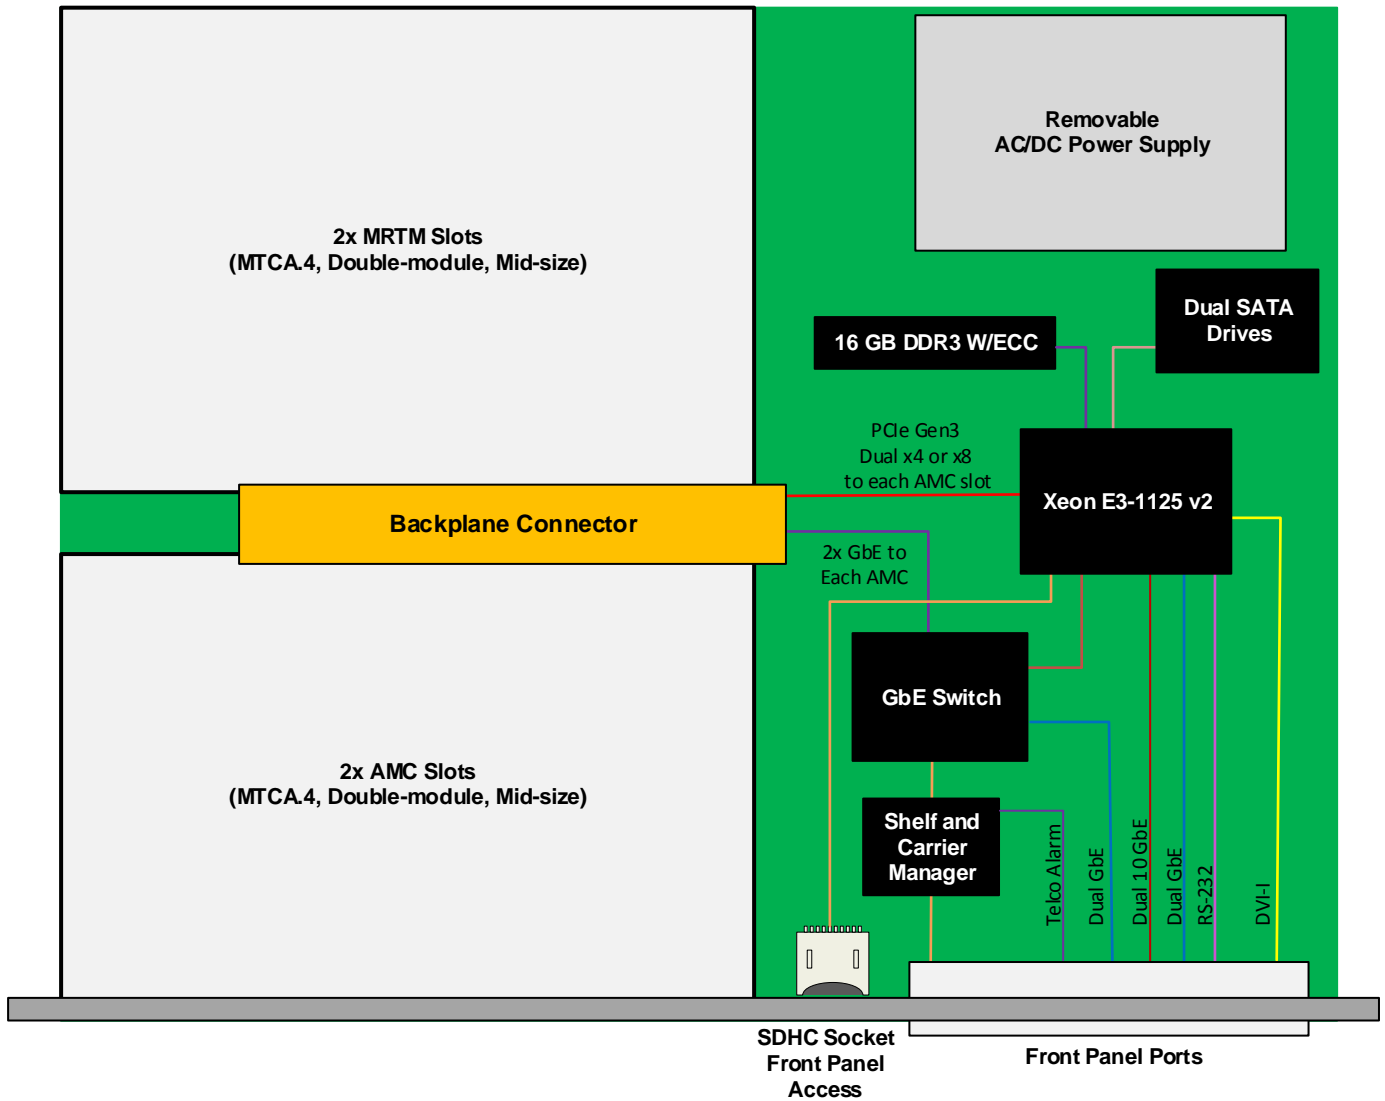 Removable
AC/DC Power Supply
2x MRTM Slots
(MTCA.4, Double-module, Mid-size)
Dual SATA
Drives
16 GB DDR3 W/ECC
PCIe Gen3
Dual x4 or x8
to each AMC slot
Xeon E3-1125 v2
Backplane Connector
2x GbE to
Each AMC
GbE Switch
2x AMC Slots
(MTCA.4, Double-module, Mid-size)
Shelf and
Carrier
Manager
Telco Alarm
Dual GbE
Dual 10 GbE
Dual GbE
RS-232
DVI-I
SDHC Socket
Front Panel
Access
Front Panel Ports